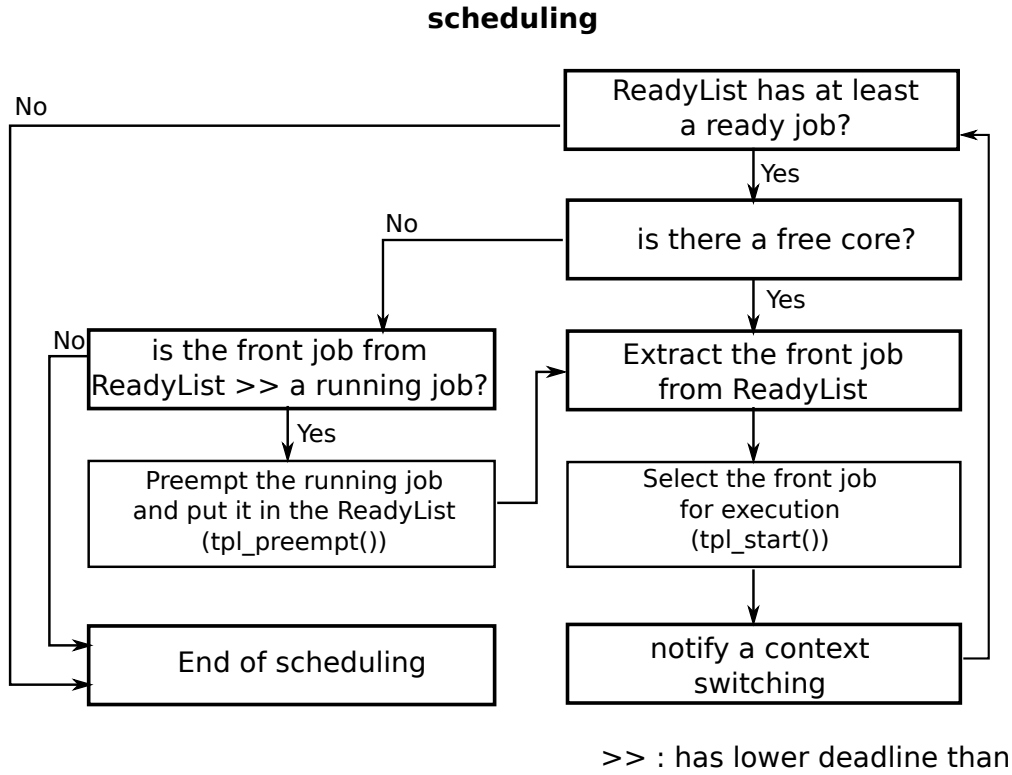 scheduling
ReadyList has at least
a ready job?
No
Yes
is there a free core?
No
Yes
is the front job from
ReadyList >> a running job?
No
Yes
Extract the front job
from ReadyList
Preempt the running job
and put it in the ReadyList
(tpl_preempt())
Select the front job
for execution
(tpl_start())
End of scheduling
notify a context
switching
>> : has lower deadline than